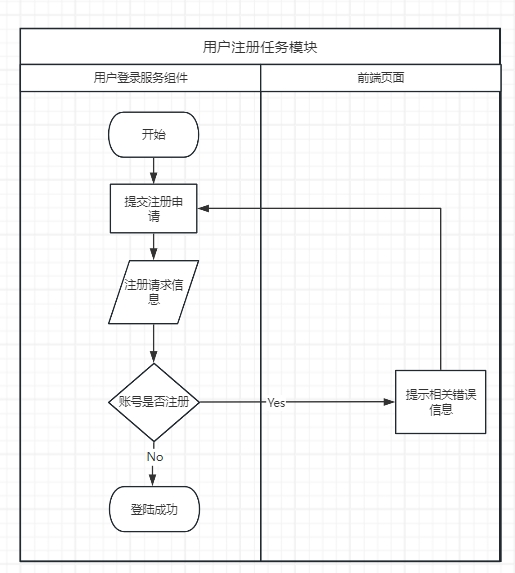 用户注册任务模块
用户登录服务组件
前端页面
开始
提交注册申
请
注册请求信
息
账号是否注册
Yes
提示相关错误
信息
No
登陆成功